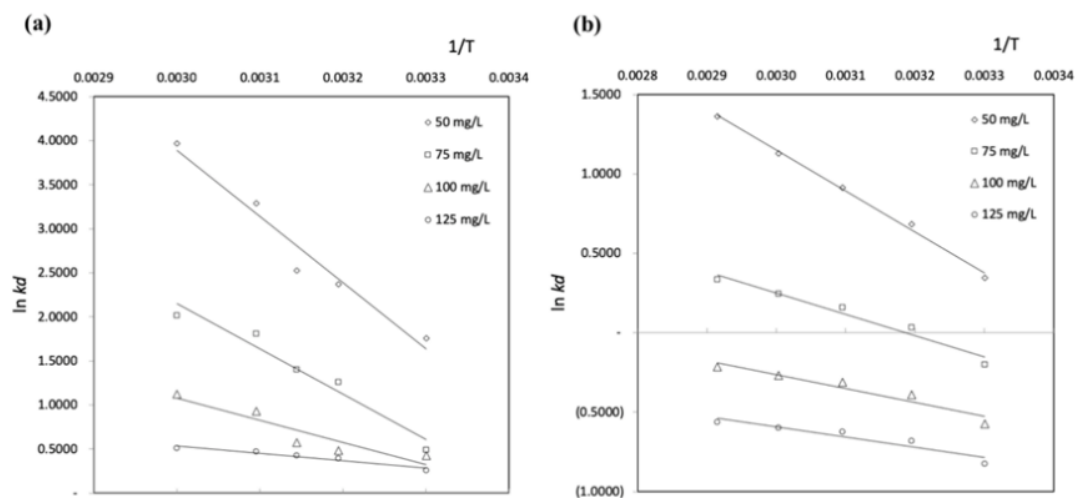 (a)
1/T
0.0029 0.0030 0.0031 0.0032 0.0033 0.0034
4.5000
4.0000
3.5000
3.0000
2.5000
2.0000
1.5000
1.0000
0.5000
-
ln kd
50 mg/L
75 mg/L
100 mg/L
125 mg/L
(b)
1/T
0.0028 0.0029 0.0030 0.0031 0.0032 0.0033 0.0034
1.5000
1.0000
0.5000
-
(0.5000)
(1.0000)
ln kd
50 mg/L
75 mg/L
100 mg/L
125 mg/L